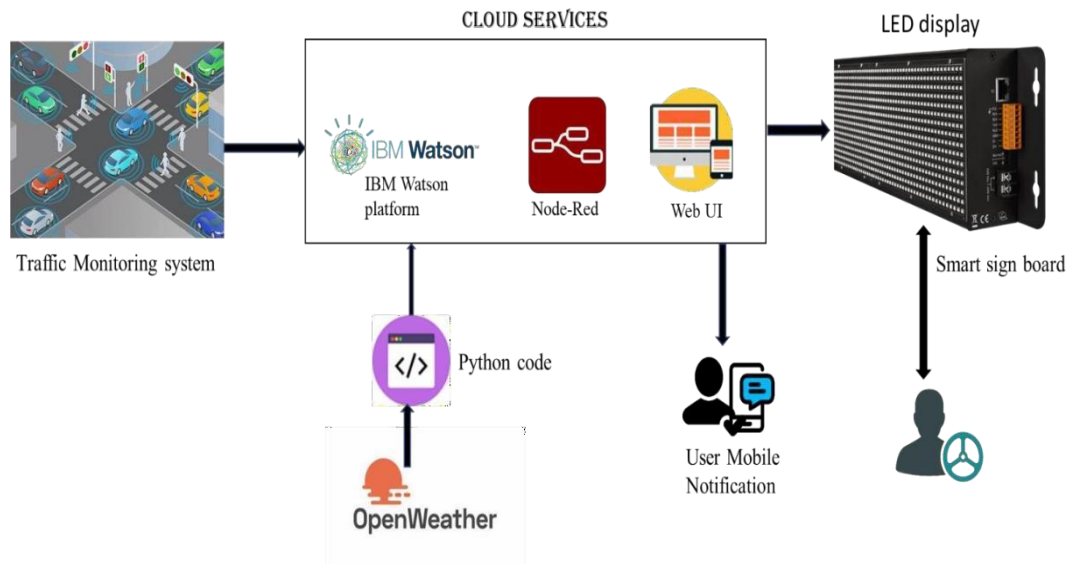 CLOUD SERVICES
LED display
IBM Watson
IBM Watson
platform
Node-Red
Web UI
Traffic Monitoring system
Smart sign board
</>
Python code
User Mobile
Notification
OpenWeather